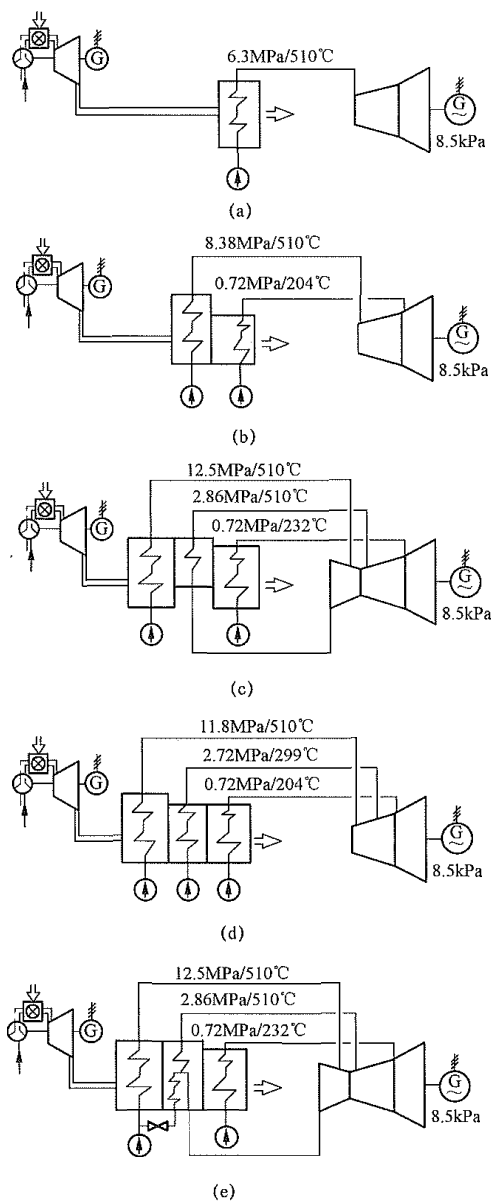 G
6.3MPa/510℃
G
~
8.5kPa
(a)
G
8.38MPa/510℃
0.72MPa/204℃
G
~
8.5kPa
(b)
G
12.5MPa/510℃
2.86MPa/510℃
0.72MPa/232℃
G
~
8.5kPa
(c)
G
11.8MPa/510℃
2.72MPa/299℃
0.72MPa/204℃
G
~
8.5kPa
(d)
G
12.5MPa/510℃
2.86MPa/510℃
0.72MPa/232℃
G
~
8.5kPa
(e)